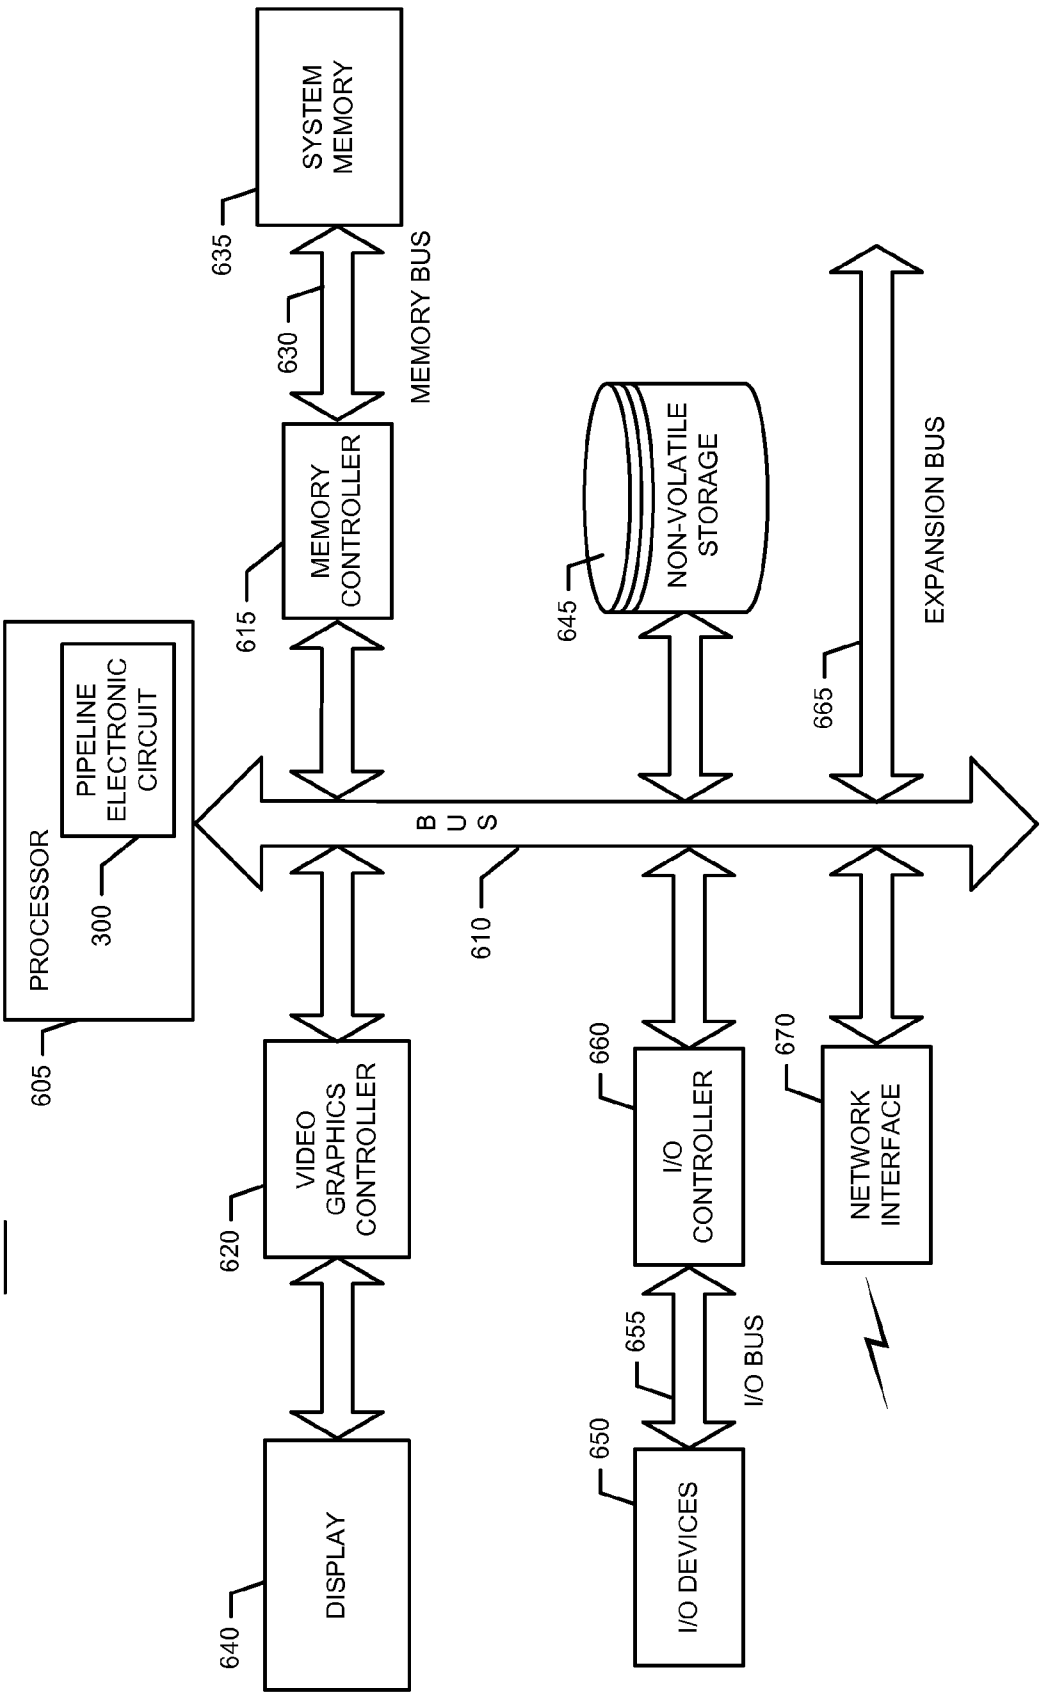 605
PROCESSOR
300
PIPELINE
ELECTRONIC
CIRCUIT
640
DISPLAY
620
VIDEO
GRAPHICS
CONTROLLER
615
MEMORY
CONTROLLER
630
MEMORY BUS
635
SYSTEM
MEMORY
B
U
S
610
650
I/O DEVICES
655
I/O BUS
660
I/O
CONTROLLER
645
NON-VOLATILE
STORAGE
670
NETWORK
INTERFACE
665
EXPANSION BUS